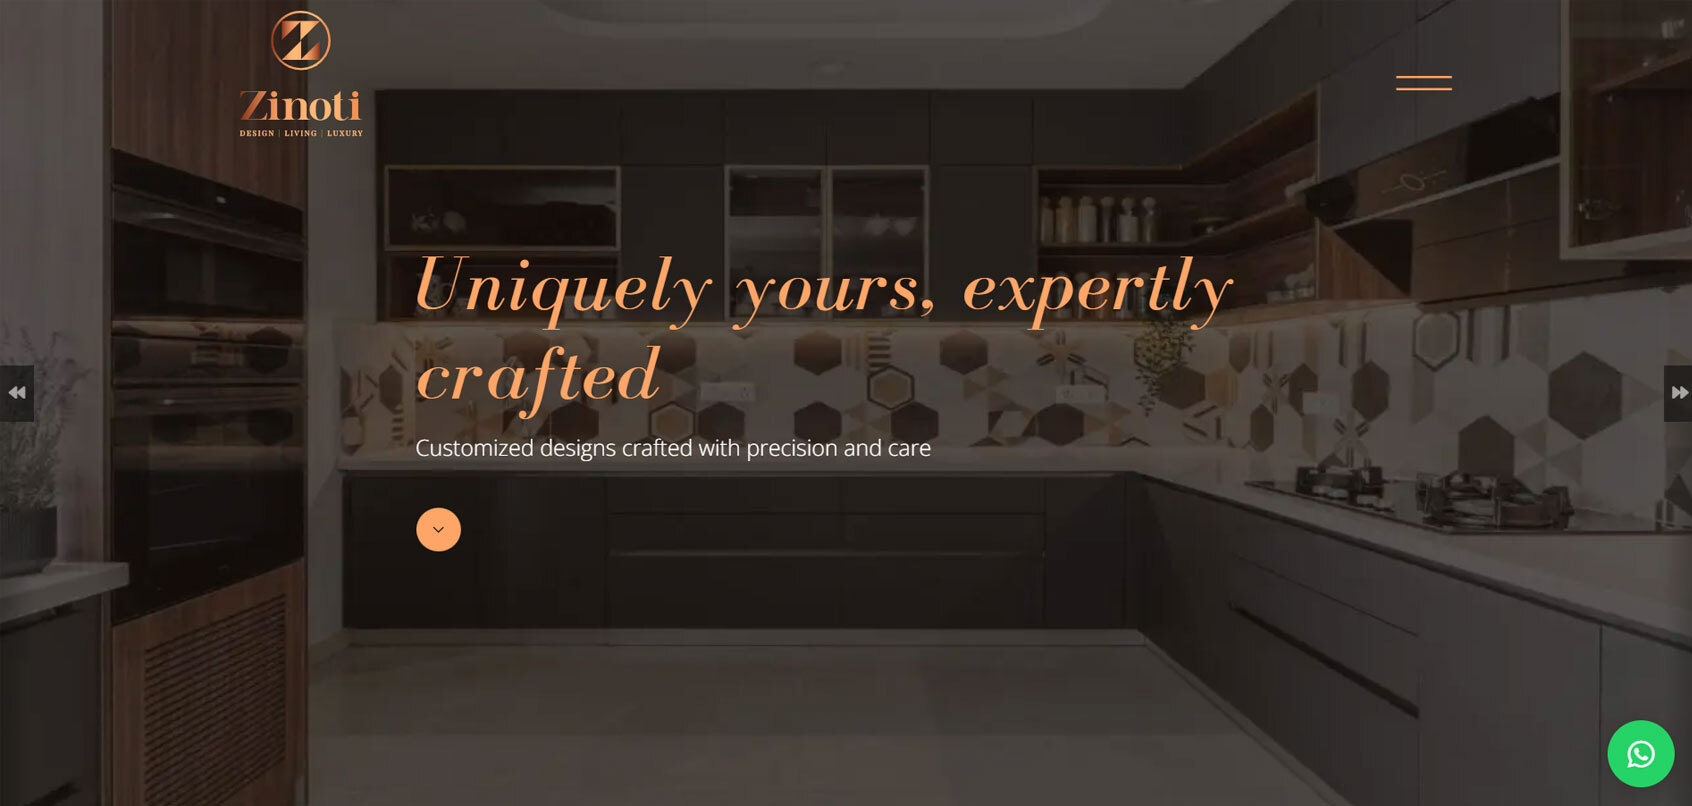 Zinoti
DESIGN | LIVING | LUXURY
Uniquely yours, expertly
crafted
Customized designs crafted with precision and care